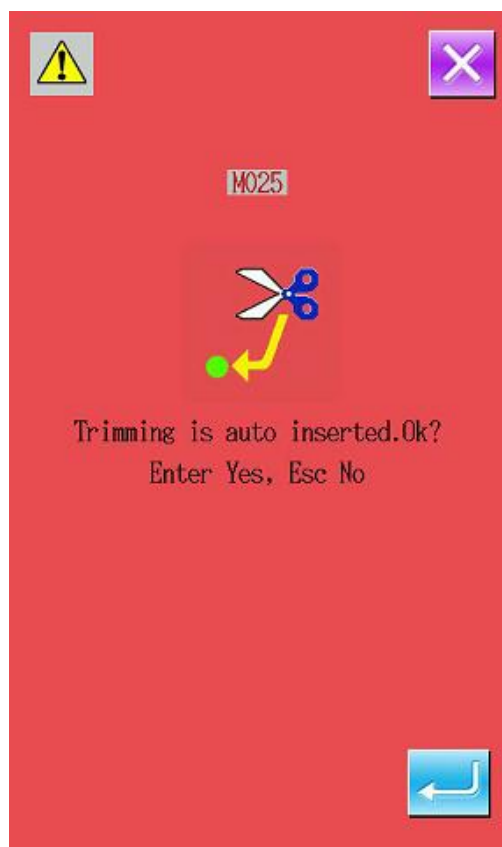 M025
Trimming is auto inserted.Ok?
Enter Yes, Esc No